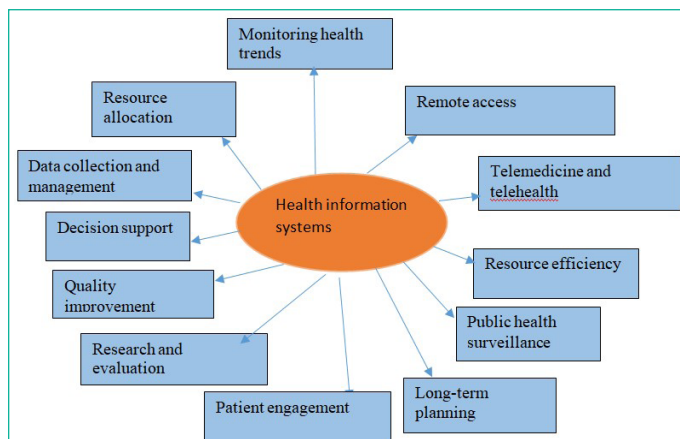 Monitoring health
trends
Resource
allocation
Remote access
Data collection and
management
Telemedicine and
telehealth
Health information
systems
Decision support
Resource efficiency
Quality
improvement
Public health
surveillance
Research and
evaluation
Long-term
planning
Patient engagement